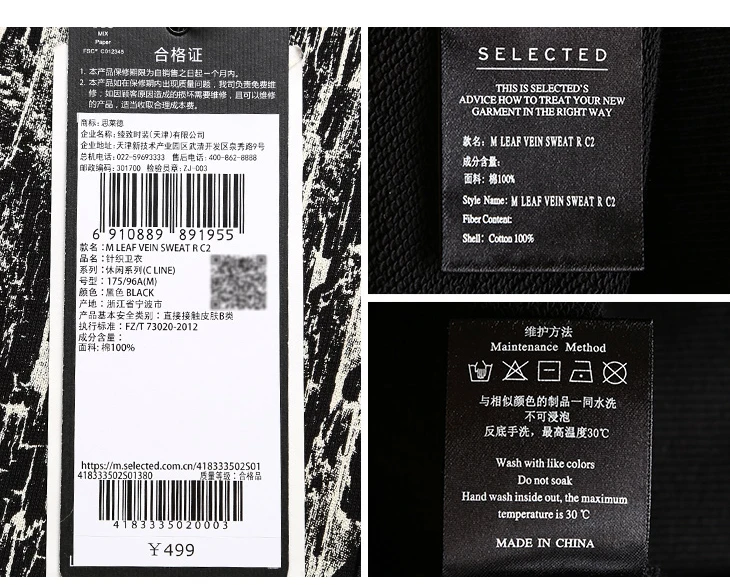 MIX
Paper
FSC® C012345
合格证
1. 本产品保修期限为自销售之日起一个月内。
2. 本产品如在保修期内出现质量问题，我司负责免费维
修；如因顾客原因造成的损坏需要维修，且可以维修
的产品，适当收取合理成本费。
商标: 思莱德
企业名称: 绫致时装(天津)有限公司
企业地址: 天津新技术产业园区武清开发区泉秀路9号
总机电话: 022-59693333 售后电话: 400-862-8888
邮政编码: 301700 检验员章: ZJ-003
6 910889 891955
款名：M LEAF VEIN SWEAT R C2
品名：针织卫衣
系列：休闲系列(C LINE)
号型：175/96A(M)
颜色：黑色 BLACK
产地：浙江省宁波市
产品基本安全类别：直接接触皮肤B类
执行标准：FZ/T 73020-2012
成分含量：
面料: 棉100%
https://m.selected.com.cn/418333502S01
418333502S01380 质量等级：合格品
4183335020003
￥499
SELECTED
THIS IS SELECTED'S
ADVICE HOW TO TREAT YOUR NEW
GARMENT IN THE RIGHT WAY
款名：M LEAF VEIN SWEAT R C2
成分含量:
面料: 棉100%
Style Name: M LEAF VEIN SWEAT R C2
Fiber Content:
Shell: Cotton 100%
维护方法
Maintenance Method
与相似颜色的制品一同水洗
不可浸泡
反底手洗，最高温度30℃
Wash with like colors
Do not soak
Hand wash inside out, the maximum
temperature is 30 ℃
MADE IN CHINA